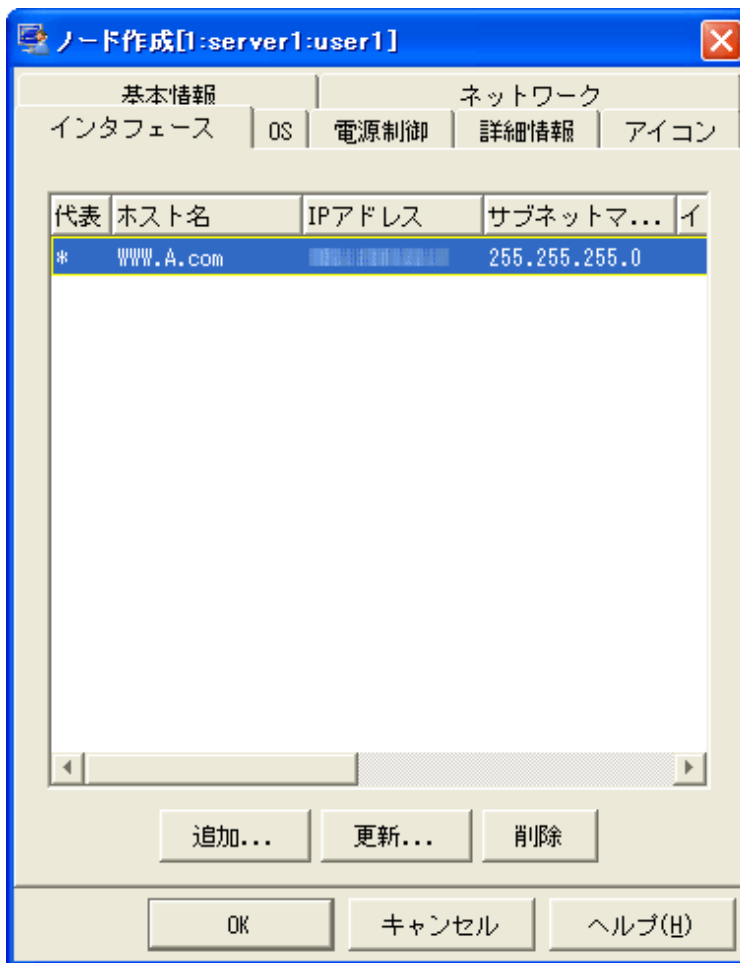 ノード作成[1:server1:user1]
基本情報 ネットワーク
インタフェース OS 電源制御 詳細情報 アイコン
代表 ホスト名 IPアドレス サブネットマ... イ
* WWW.A.com 255.255.255.0
追加... 更新... 削除
OK キャンセル ヘルプ(H)